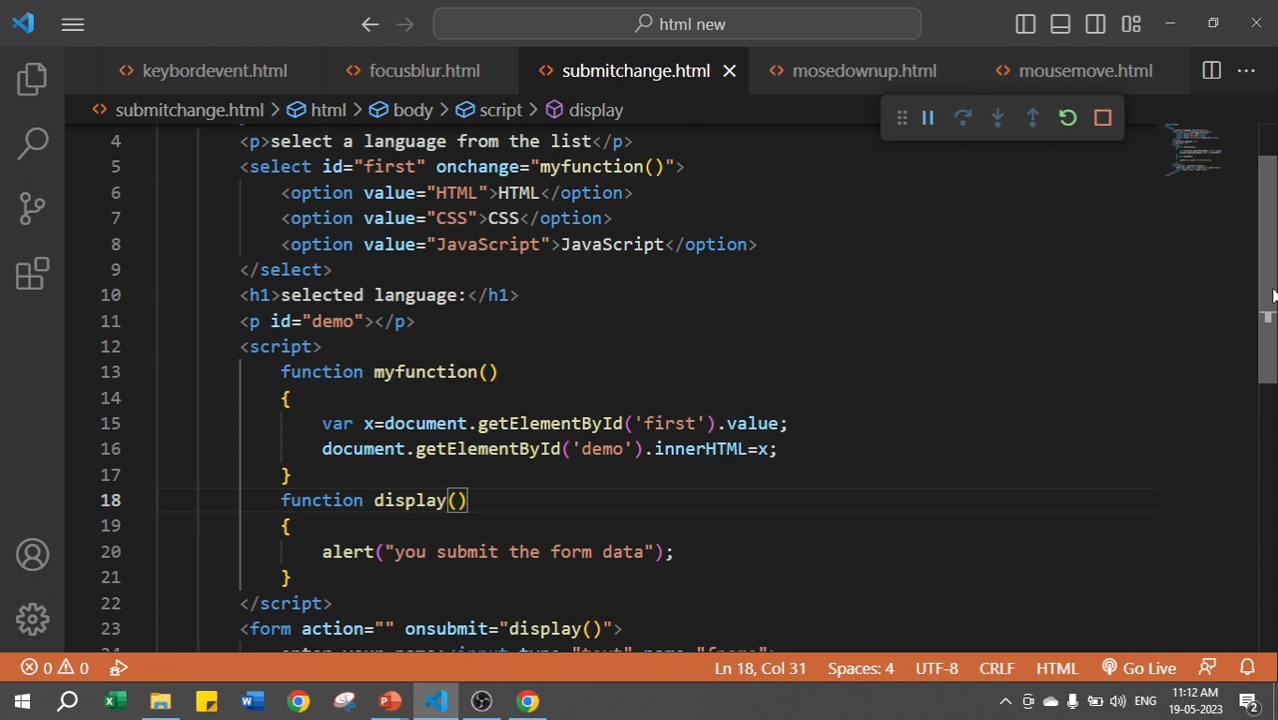 html new
keybordevent.html
focusblur.html
submitchange.html
mosedownup.html
mousemove.html
submitchange.html > html > body > script > display
4 <p>select a language from the list</p>
5 <select id="first" onchange="myfunction()">
6 <option value="HTML">HTML</option>
7 <option value="CSS">CSS</option>
8 <option value="JavaScript">JavaScript</option>
9 </select>
10 <h1>selected language:</h1>
11 <p id="demo"></p>
12 <script>
13 function myfunction()
14 {
15 var x=document.getElementById('first').value;
16 document.getElementById('demo').innerHTML=x;
17 }
18 function display()
19 {
20 alert("you submit the form data");
21 }
22 </script>
23 <form action="" onsubmit="display()">
0 0 Ln 18, Col 31 Spaces: 4 UTF-8 CRLF HTML Go Live
ENG 11:12 AM
19-05-2023 2